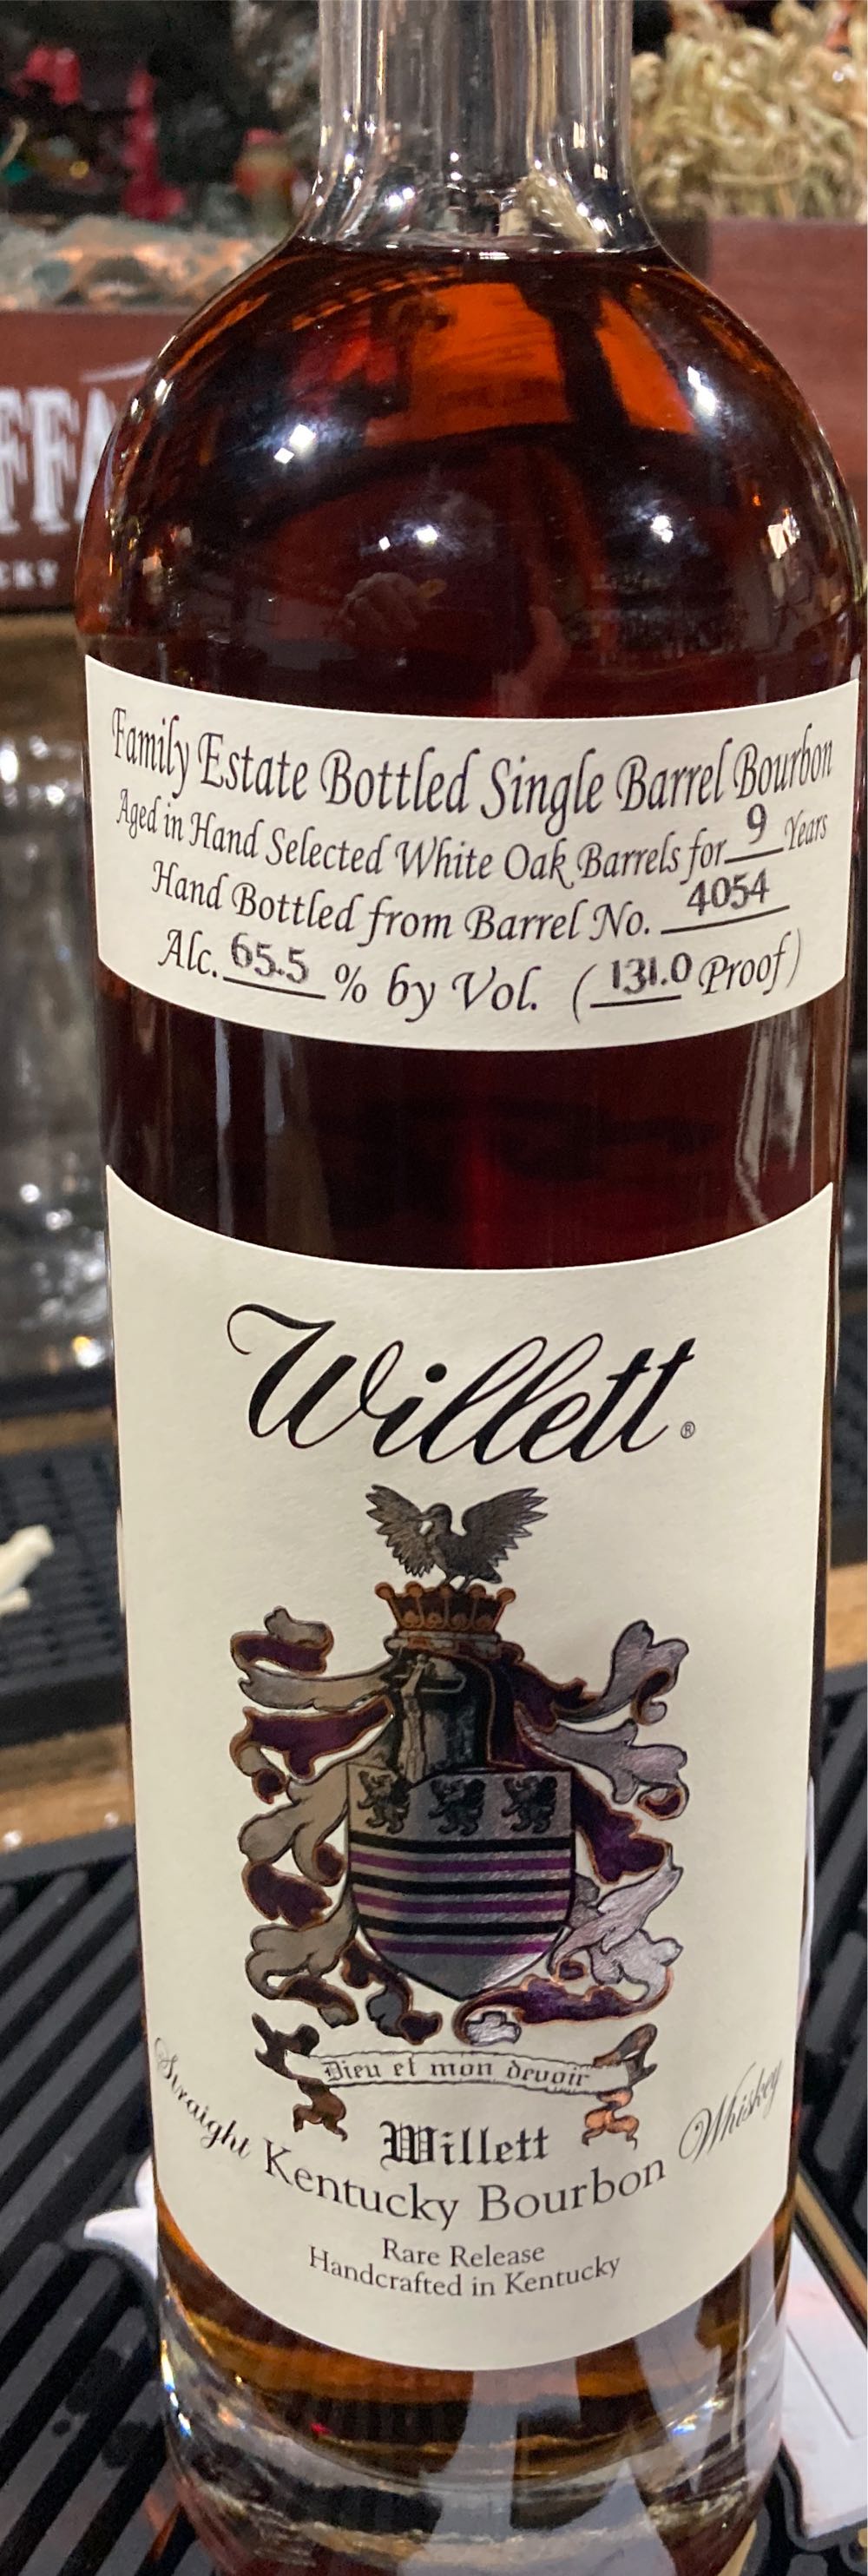 FFA
CKY
Family Estate Bottled Single Barrel Bourbon
Aged in Hand Selected White Oak Barrels for 9 Years
Hand Bottled from Barrel No. 4054
Alc. 65.5 % by Vol. (131.0 Proof)
Willett®
Dieu et mon devoir
Willett
Straight Kentucky Bourbon Whiskey
Rare Release
Handcrafted in Kentucky